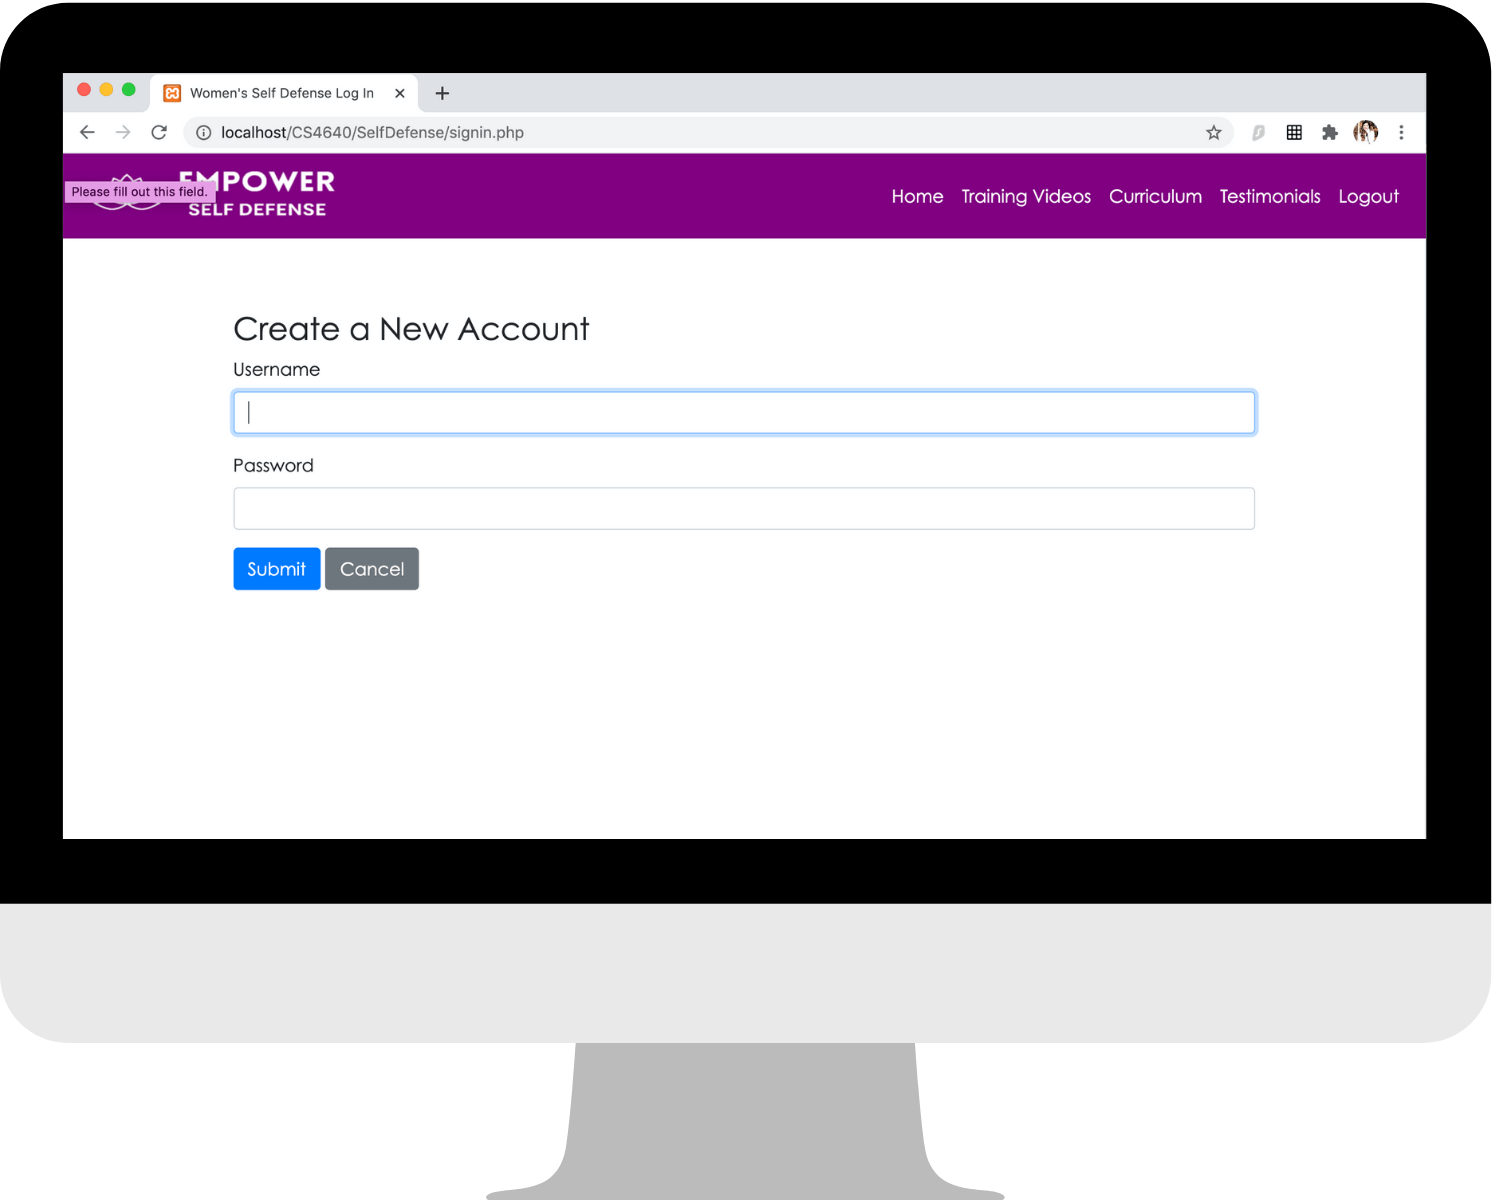 Women's Self Defense Log In
localhost/CS4640/SelfDefense/signin.php
Please fill out this field.
EMPOWER
SELF DEFENSE
Home Training Videos Curriculum Testimonials Logout
Create a New Account
Username
Password
Submit Cancel